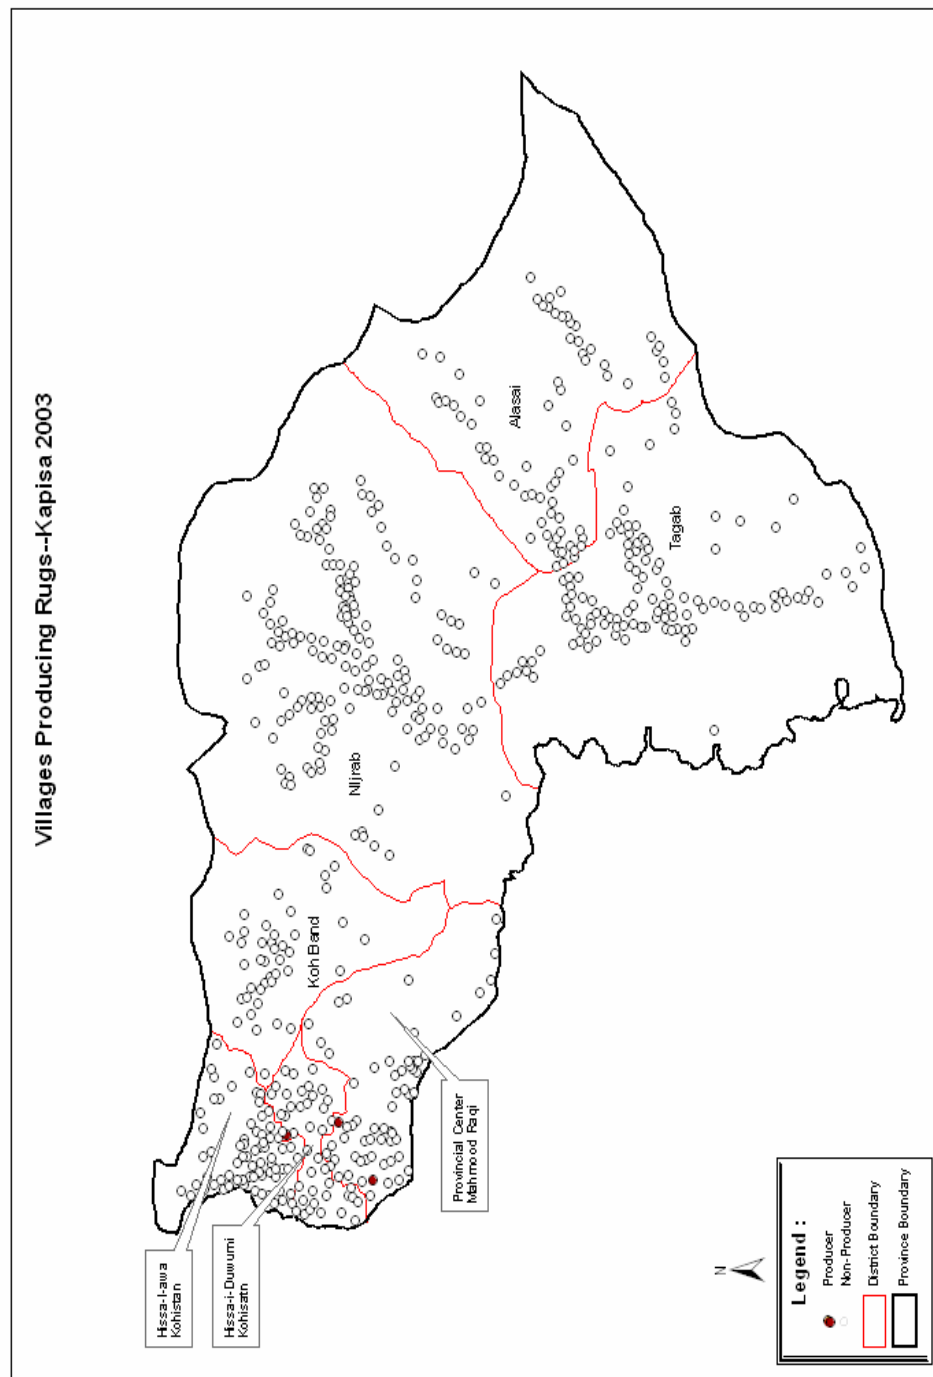 Villages Producing Rugs--Kapisa 2003
Hissa-I-awa
Kohistan
Hissa-i-Duwumi
Kohisatn
Provincial Center
Mahmood Raqi
Koh Band
NIjrab
Alasai
Tagab
N
Legend :
Producer
Non-Producer
District Boundary
Province Boundary